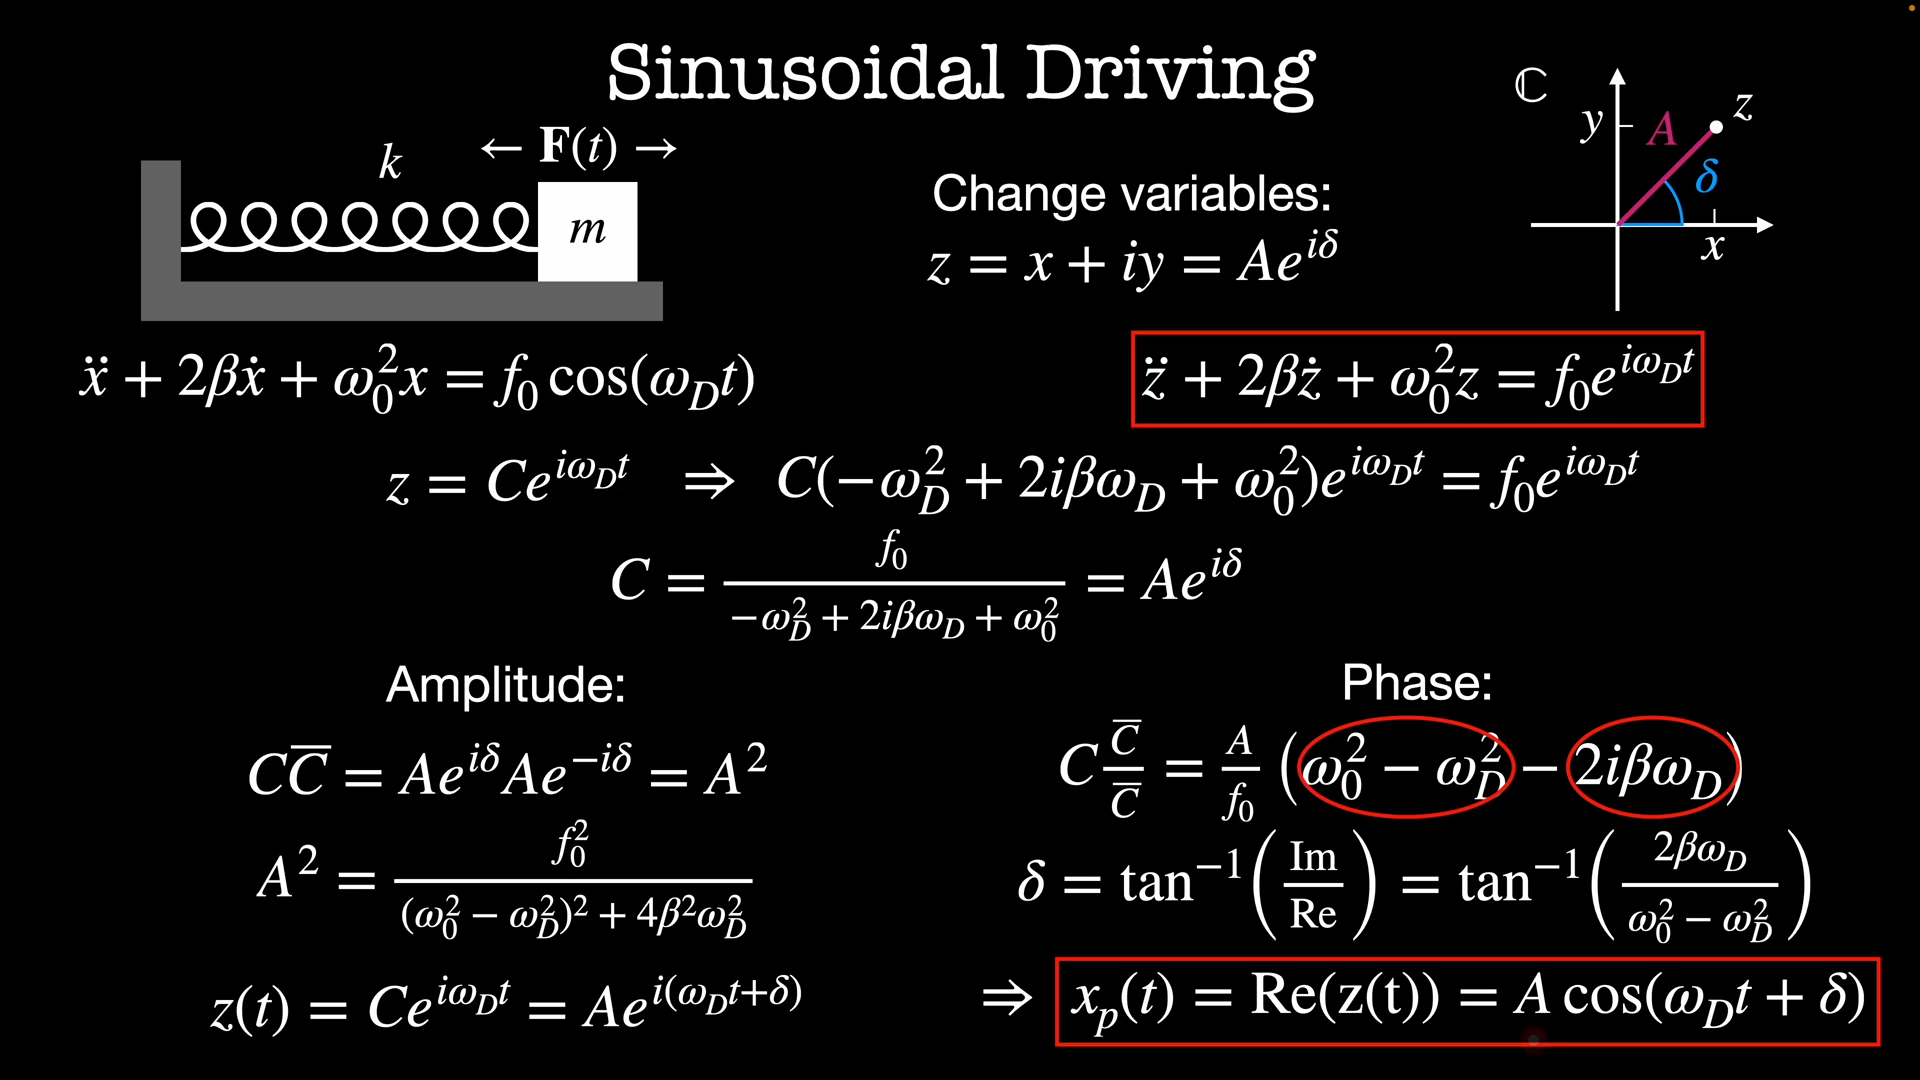 Sinusoidal Driving
k
← F(t) →
m
ℂ
y
A
z
δ
x
Change variables:
z = x + iy = Ae^{iδ}
ẍ + 2βẋ + ω₀²x = f₀ cos(ω_D t)
z̈ + 2βż + ω₀²z = f₀e^{iω_D t}
z = Ce^{iω_D t} ⇒ C(−ω_D² + 2iβω_D + ω₀²)e^{iω_D t} = f₀e^{iω_D t}
C = f₀ / (−ω_D² + 2iβω_D + ω₀²) = Ae^{iδ}
Amplitude:
CC̅ = Ae^{iδ}Ae^{−iδ} = A²
A² = f₀² / ((ω₀² − ω_D²)² + 4β²ω_D²)
z(t) = Ce^{iω_D t} = Ae^{i(ω_D t+δ)}
Phase:
C C̅/C̅ = A/f₀ (ω₀² − ω_D² − 2iβω_D)
δ = tan⁻¹(Im/Re) = tan⁻¹(2βω_D / (ω₀² − ω_D²))
⇒ x_p(t) = Re(z(t)) = A cos(ω_D t + δ)